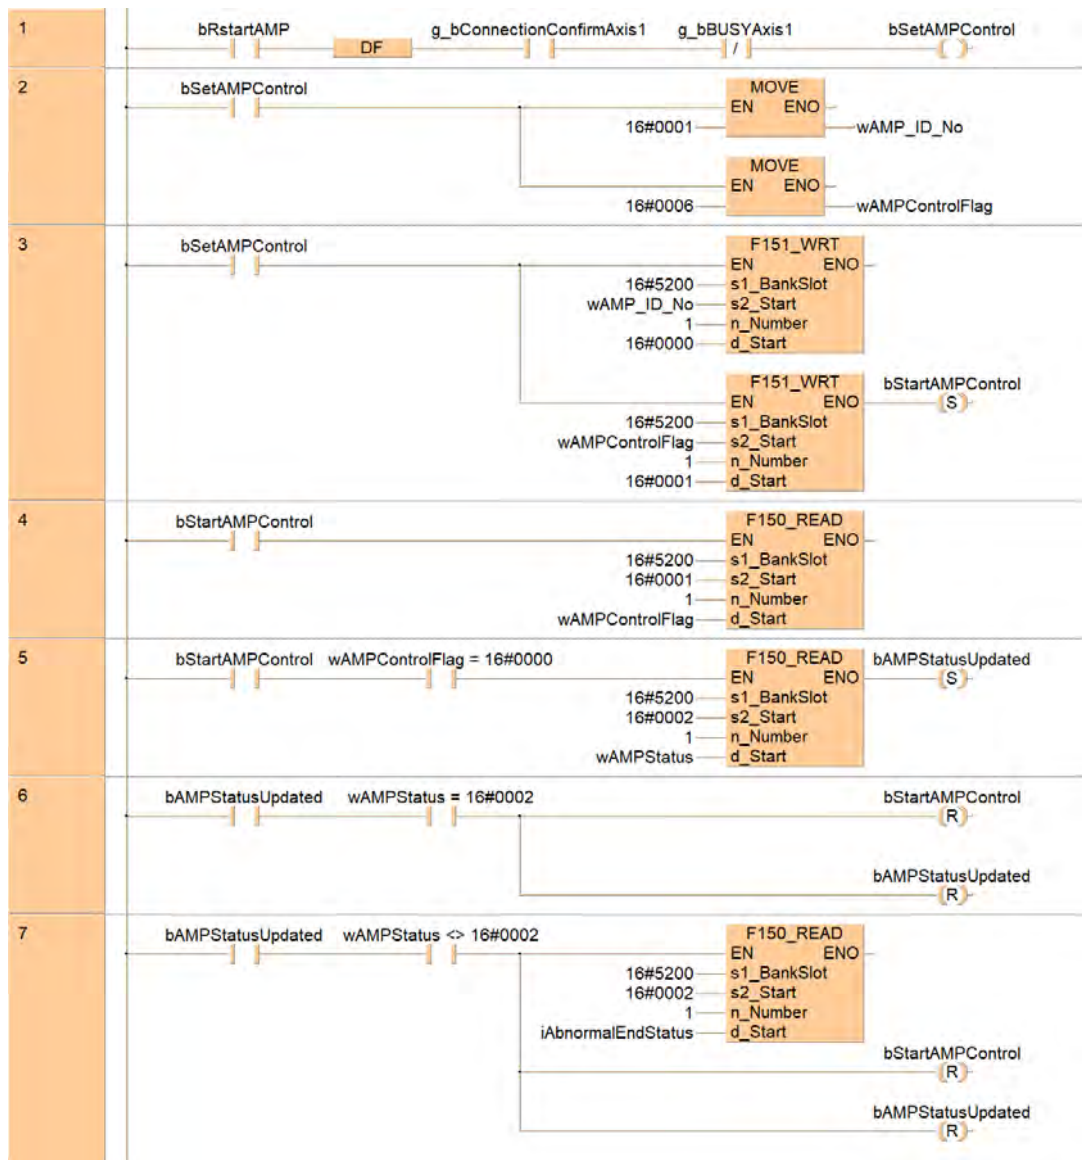 1
bRstartAMP g_bConnectionConfirmAxis1 g_bBUSYAxis1 bSetAMPControl
DF /
2
bSetAMPControl MOVE
EN ENO
16#0001 wAMP_ID_No
MOVE
EN ENO
16#0006 wAMPControlFlag
3
bSetAMPControl F151_WRT
EN ENO
16#5200 s1_BankSlot
wAMP_ID_No s2_Start
1 n_Number
16#0000 d_Start
F151_WRT bStartAMPControl
EN ENO S
16#5200 s1_BankSlot
wAMPControlFlag s2_Start
1 n_Number
16#0001 d_Start
4
bStartAMPControl F150_READ
EN ENO
16#5200 s1_BankSlot
16#0001 s2_Start
1 n_Number
wAMPControlFlag d_Start
5
bStartAMPControl wAMPControlFlag = 16#0000 F150_READ bAMPStatusUpdated
EN ENO S
16#5200 s1_BankSlot
16#0002 s2_Start
1 n_Number
wAMPStatus d_Start
6
bAMPStatusUpdated wAMPStatus = 16#0002 bStartAMPControl
R
bAMPStatusUpdated
R
7
bAMPStatusUpdated wAMPStatus <> 16#0002 F150_READ
EN ENO
16#5200 s1_BankSlot
16#0002 s2_Start
1 n_Number
iAbnormalEndStatus d_Start
bStartAMPControl
R
bAMPStatusUpdated
R